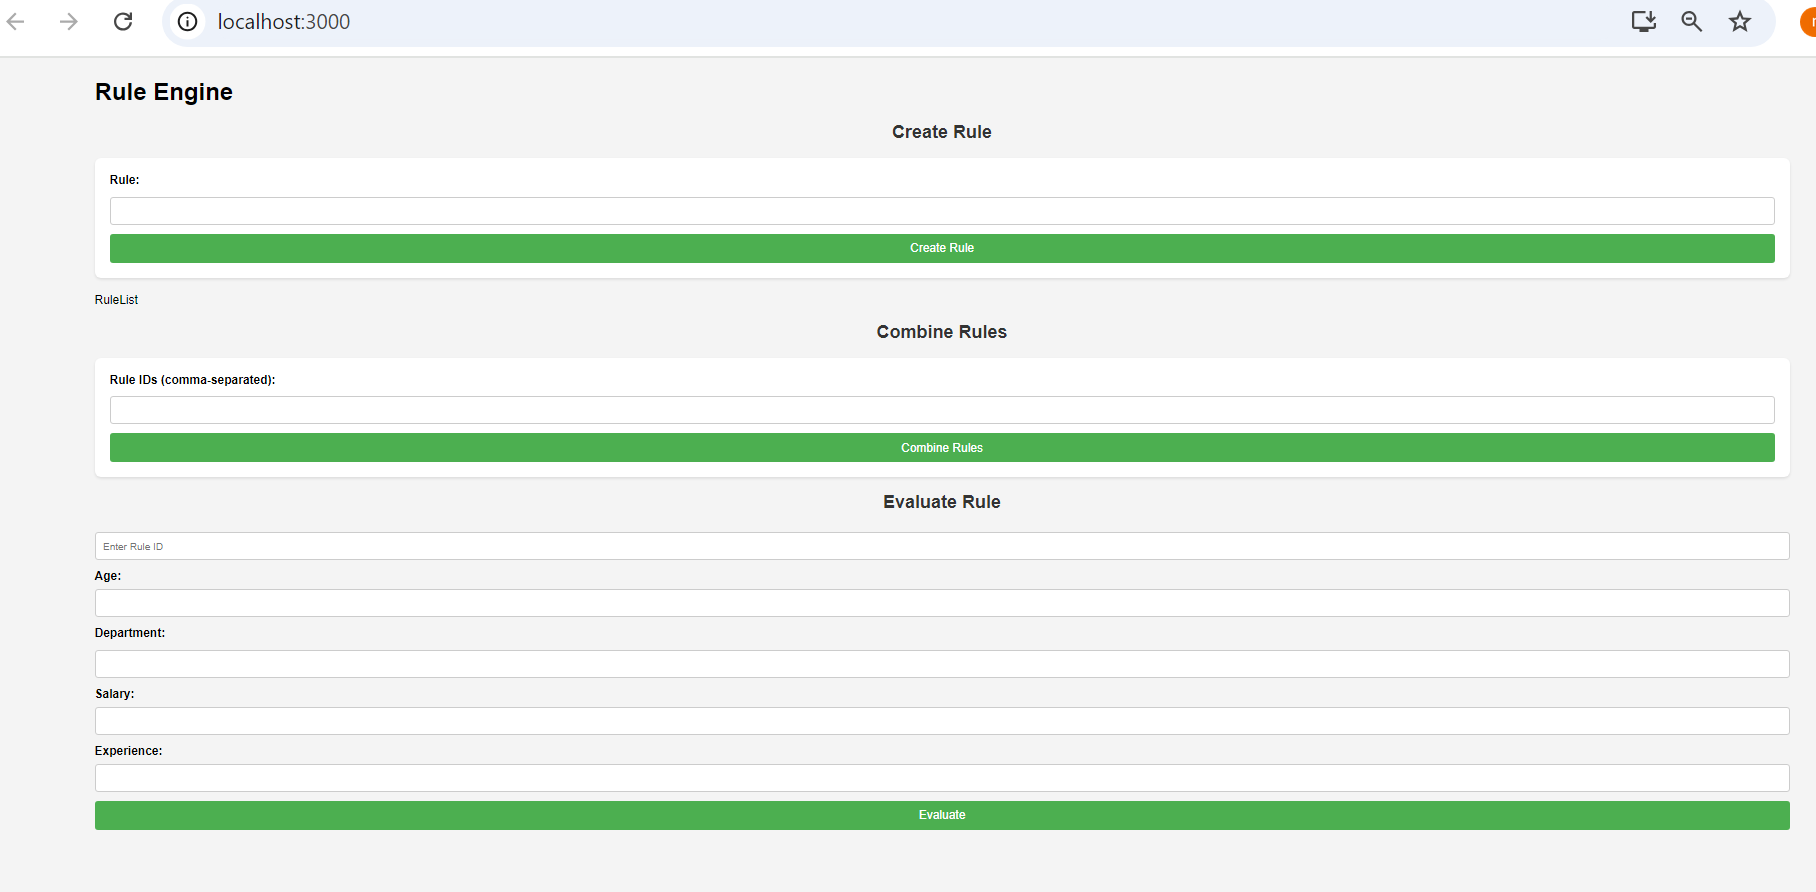 localhost:3000
Rule Engine
Create Rule
Rule:
Create Rule
RuleList
Combine Rules
Rule IDs (comma-separated):
Combine Rules
Evaluate Rule
Enter Rule ID
Age:
Department:
Salary:
Experience:
Evaluate